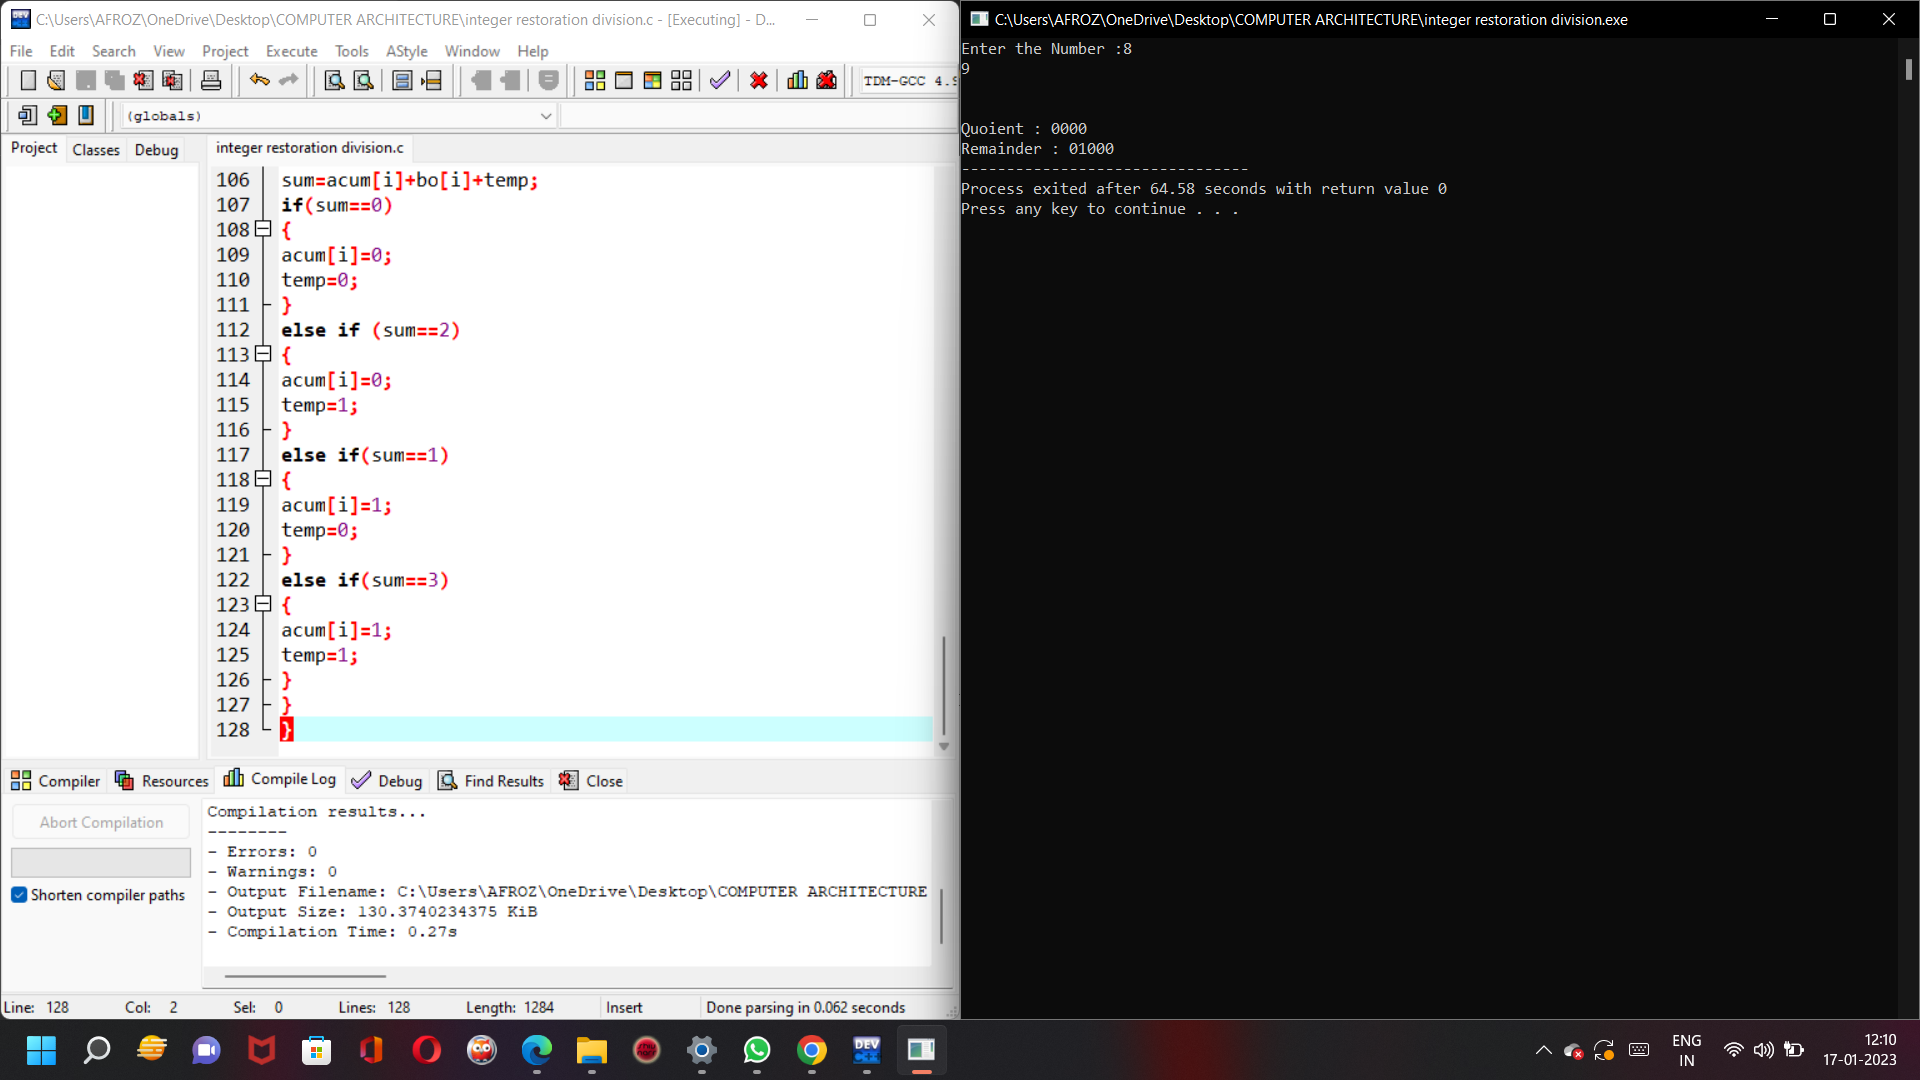 C:\Users\AFROZ\OneDrive\Desktop\COMPUTER ARCHITECTURE\integer restoration division.c - [Executing] - D...
File Edit Search View Project Execute Tools AStyle Window Help
TDM-GCC 4.9
(globals)
Project Classes Debug
integer restoration division.c
106 sum=acum[i]+bo[i]+temp;
107 if(sum==0)
108 {
109 acum[i]=0;
110 temp=0;
111 }
112 else if (sum==2)
113 {
114 acum[i]=0;
115 temp=1;
116 }
117 else if(sum==1)
118 {
119 acum[i]=1;
120 temp=0;
121 }
122 else if(sum==3)
123 {
124 acum[i]=1;
125 temp=1;
126 }
127 }
128 }
Compiler Resources Compile Log Debug Find Results Close
Abort Compilation
Shorten compiler paths
Compilation results...
--------
- Errors: 0
- Warnings: 0
- Output Filename: C:\Users\AFROZ\OneDrive\Desktop\COMPUTER ARCHITECTURE
- Output Size: 130.3740234375 KiB
- Compilation Time: 0.27s
Line: 128 Col: 2 Sel: 0 Lines: 128 Length: 1284 Insert Done parsing in 0.062 seconds
C:\Users\AFROZ\OneDrive\Desktop\COMPUTER ARCHITECTURE\integer restoration division.exe
Enter the Number :8
9
Quoient : 0000
Remainder : 01000
--------------------------------
Process exited after 64.58 seconds with return value 0
Press any key to continue . . .
DEV C++
ENG
IN
12:10
17-01-2023